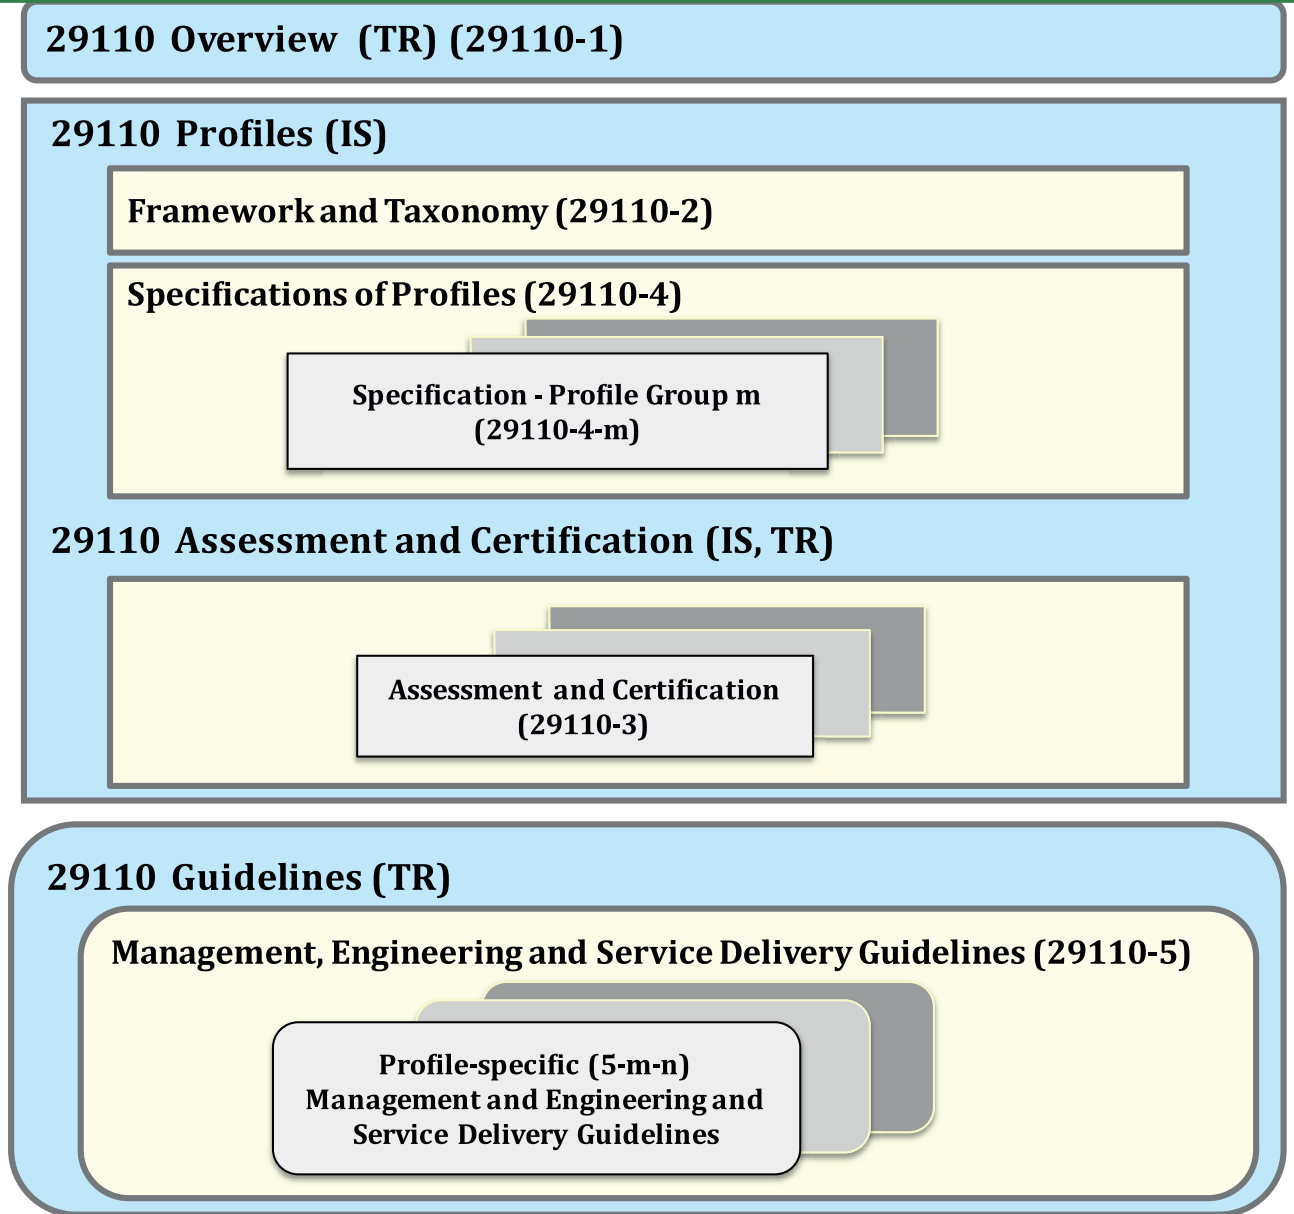 29110 Overview (TR) (29110-1)
29110 Profiles (IS)
Framework and Taxonomy (29110-2)
Specifications of Profiles (29110-4)
Specification - Profile Group m
(29110-4-m)
29110 Assessment and Certification (IS, TR)
Assessment and Certification
(29110-3)
29110 Guidelines (TR)
Management, Engineering and Service Delivery Guidelines (29110-5)
Profile-specific (5-m-n)
Management and Engineering and
Service Delivery Guidelines